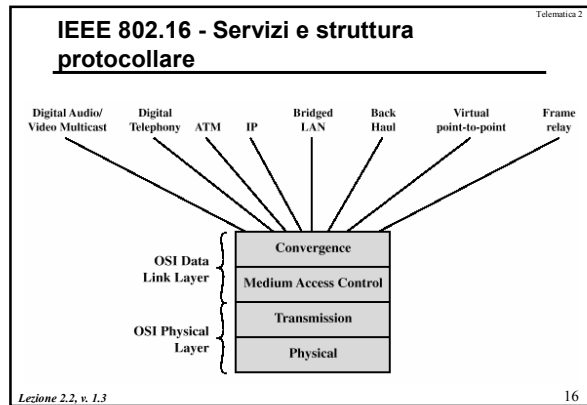 Telematica 2
IEEE 802.16 - Servizi e struttura
protocollare
Digital Audio/
Video Multicast
Digital
Telephony
ATM
IP
Bridged
LAN
Back
Haul
Virtual
point-to-point
Frame
relay
OSI Data
Link Layer
Convergence
Medium Access Control
OSI Physical
Layer
Transmission
Physical
Lezione 2.2, v. 1.3
16